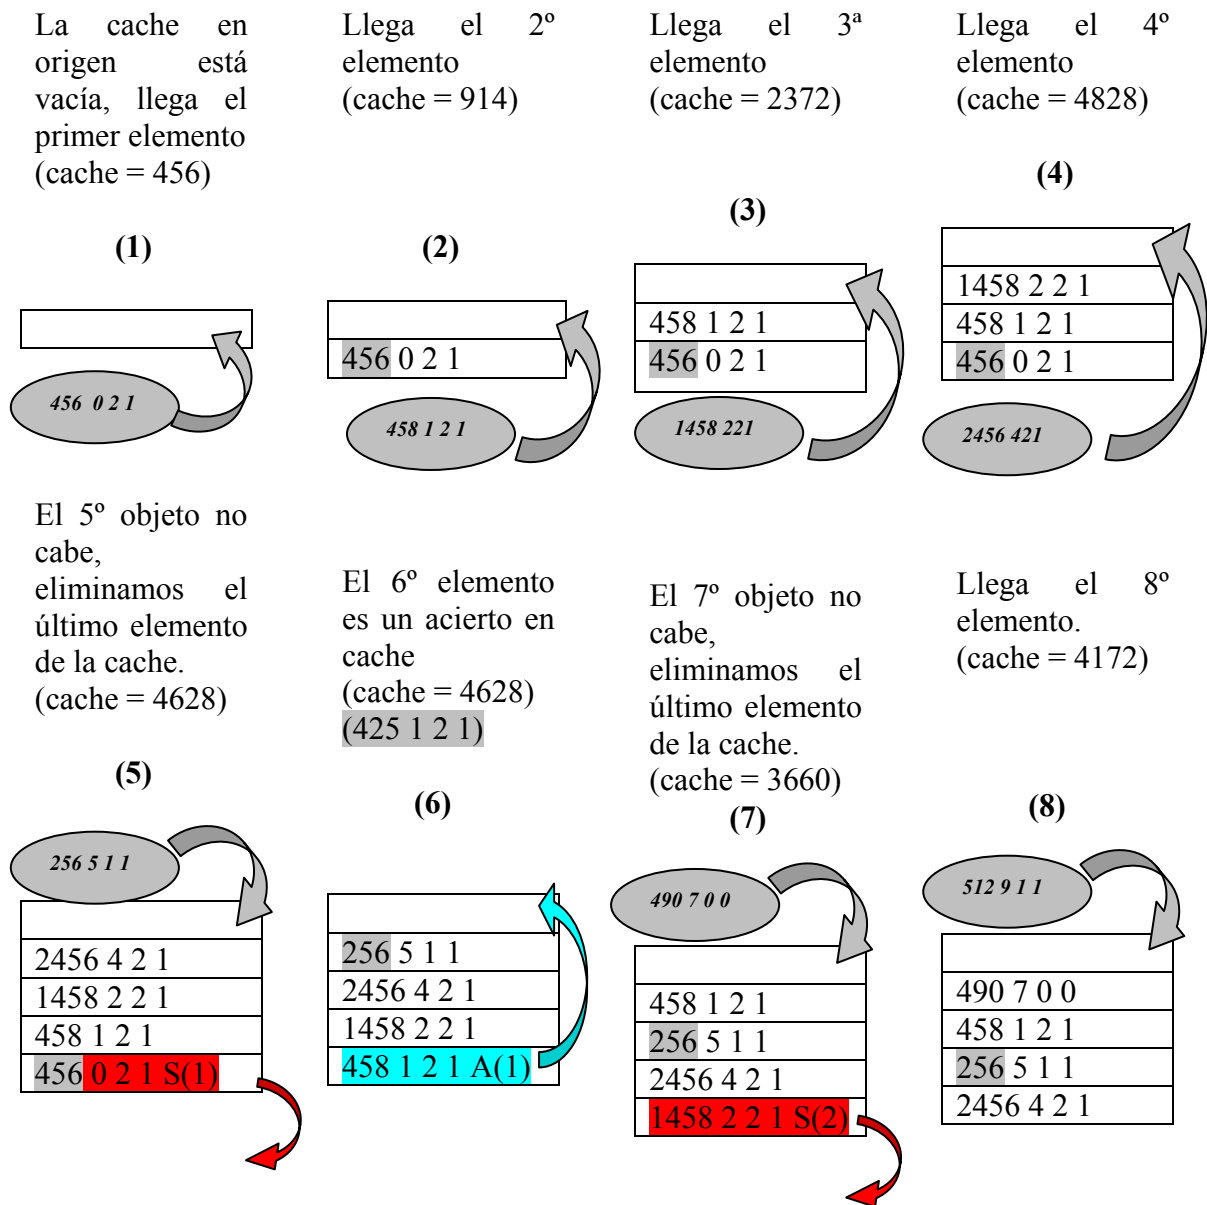 La cache en
origen está
vacía, llega el
primer elemento
(cache = 456)
(1)
456 0 2 1
Llega el 2º
elemento
(cache = 914)
(2)
456 0 2 1
458 1 2 1
Llega el 3ª
elemento
(cache = 2372)
(3)
458 1 2 1
456 0 2 1
1458 221
Llega el 4º
elemento
(cache = 4828)
(4)
1458 2 2 1
458 1 2 1
456 0 2 1
2456 421
El 5º objeto no
cabe,
eliminamos el
último elemento
de la cache.
(cache = 4628)
(5)
256 5 1 1
2456 4 2 1
1458 2 2 1
458 1 2 1
456 0 2 1 S(1)
El 6º elemento
es un acierto en
cache
(cache = 4628)
(425 1 2 1)
(6)
256 5 1 1
2456 4 2 1
1458 2 2 1
458 1 2 1 A(1)
El 7º objeto no
cabe,
eliminamos el
último elemento
de la cache.
(cache = 3660)
(7)
490 7 0 0
458 1 2 1
256 5 1 1
2456 4 2 1
1458 2 2 1 S(2)
Llega el 8º
elemento.
(cache = 4172)
(8)
512 9 1 1
490 7 0 0
458 1 2 1
256 5 1 1
2456 4 2 1